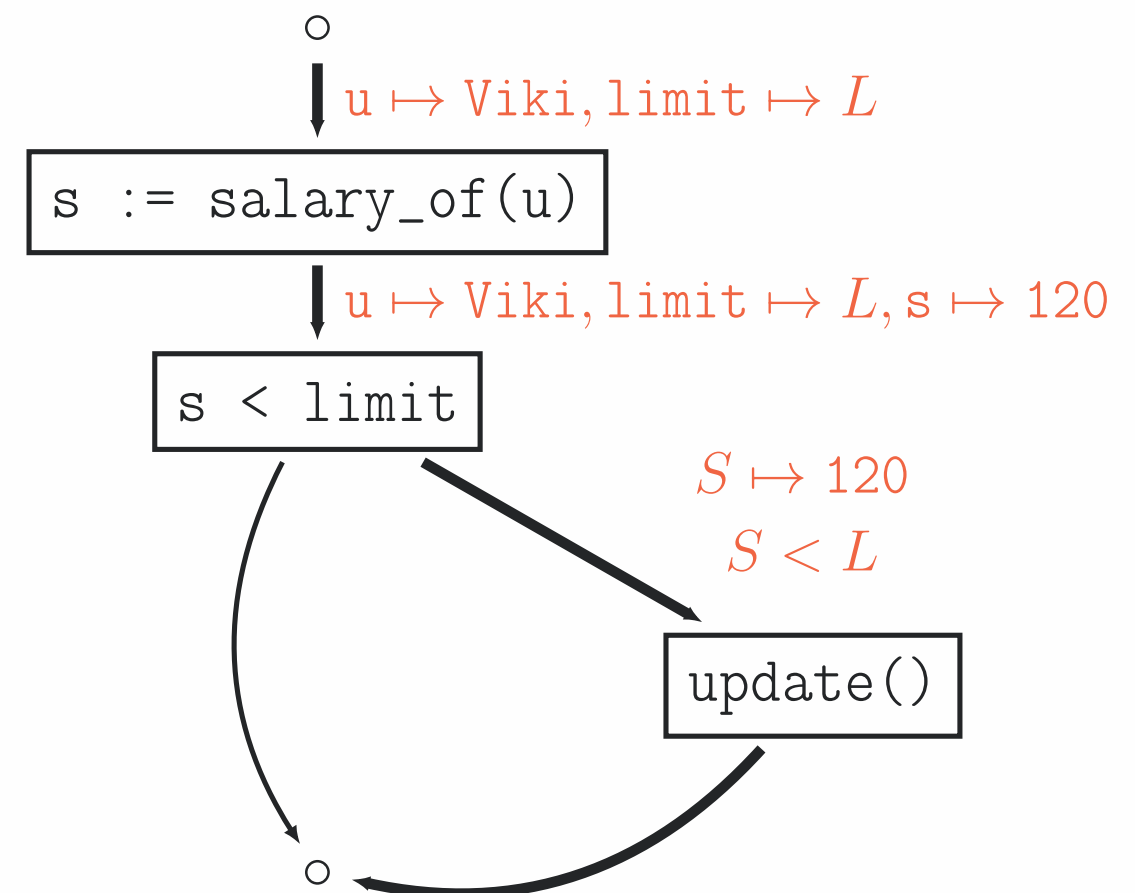 u ↦ Viki, limit ↦ L
s := salary_of(u)
u ↦ Viki, limit ↦ L, s ↦ 120
s < limit
S ↦ 120
S < L
update()